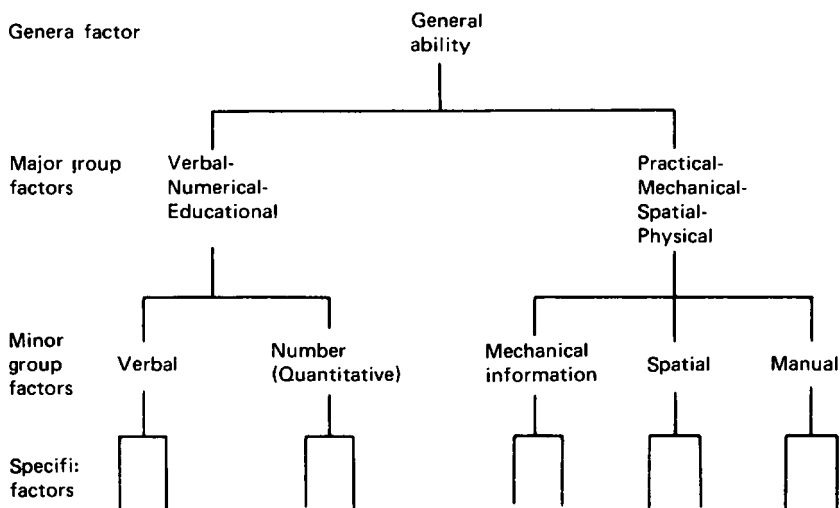 Genera factor
General
ability
Major group
factors
Verbal-
Numerical-
Educational
Practical-
Mechanical-
Spatial-
Physical
Minor
group
factors
Verbal
Number
(Quantitative)
Mechanical
information
Spatial
Manual
Specifi:
factors